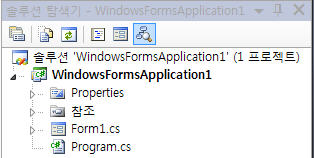 솔루션 탐색기 - WindowsFormsApplication1
솔루션 'WindowsFormsApplication1' (1 프로젝트)
WindowsFormsApplication1
Properties
참조
Form1.cs
Program.cs